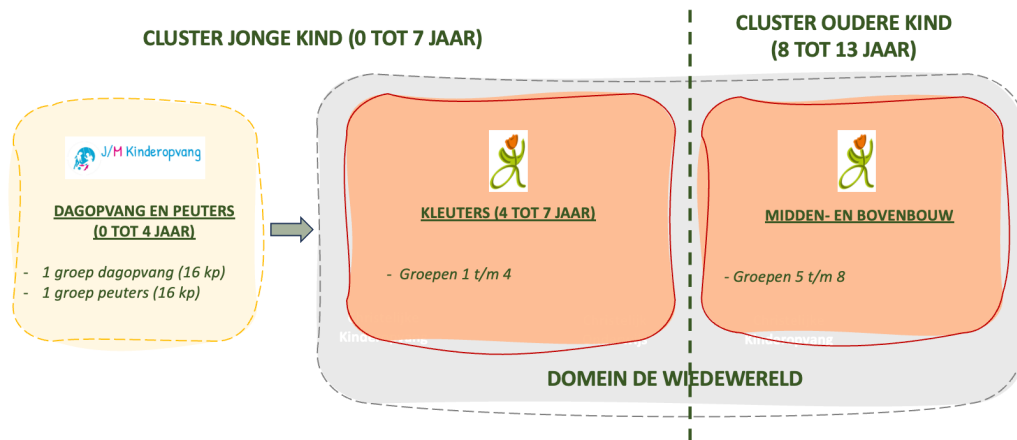 CLUSTER JONGE KIND (0 TOT 7 JAAR)
CLUSTER OUDERE KIND
(8 TOT 13 JAAR)
J/M Kinderopvang
DAGOPVANG EN PEUTERS
(0 TOT 4 JAAR)
- 1 groep dagopvang (16 kp)
- 1 groep peuters (16 kp)
KLEUTERS (4 TOT 7 JAAR)
- Groepen 1 t/m 4
MIDDEN- EN BOVENBOUW
- Groepen 5 t/m 8
Kinderopvang
DOMEIN DE WIEDEWERELD